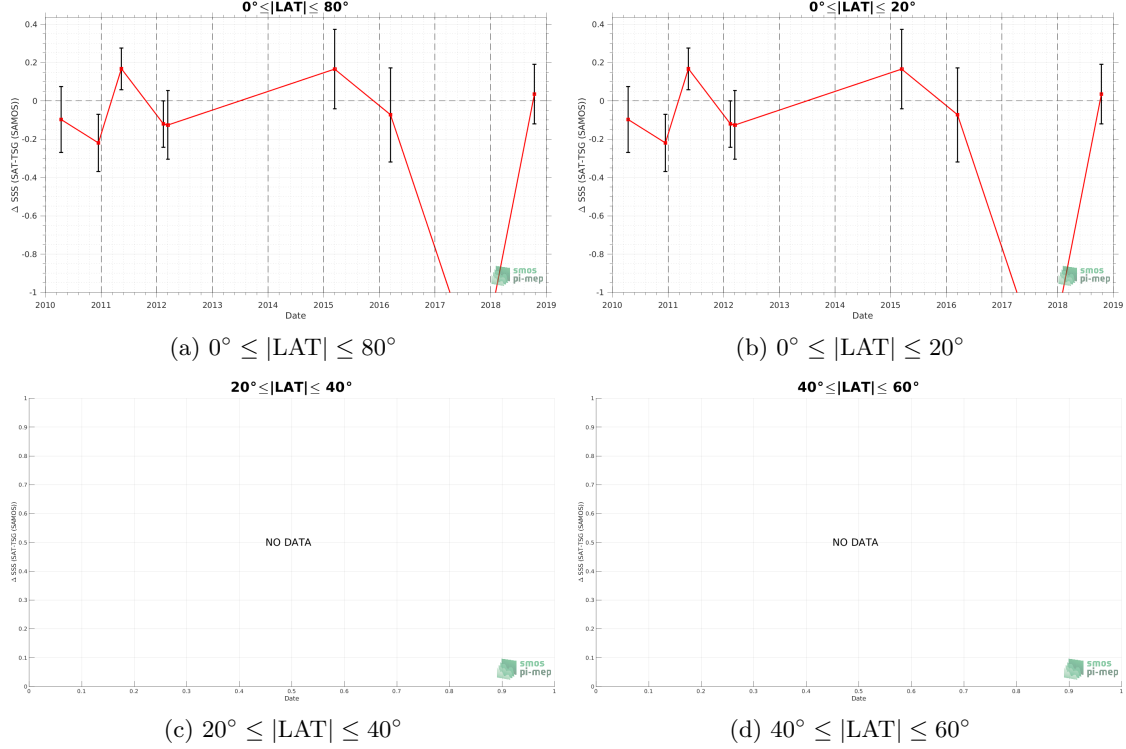 0°≤|LAT|≤ 80°
0.4
0.2
0
-0.2
-0.4
-0.6
-0.8
-1
Δ SSS (SAT-TSG (SAMOS))
2010 2011 2012 2013 2014 2015 2016 2017 2018 2019
Date
smos
pi-mep
(a) 0° ≤ |LAT| ≤ 80°
0°≤|LAT|≤ 20°
0.4
0.2
0
-0.2
-0.4
-0.6
-0.8
-1
Δ SSS (SAT-TSG (SAMOS))
2010 2011 2012 2013 2014 2015 2016 2017 2018 2019
Date
smos
pi-mep
(b) 0° ≤ |LAT| ≤ 20°
20°≤|LAT|≤ 40°
1
0.9
0.8
0.7
0.6
0.5
0.4
0.3
0.2
0.1
0
Δ SSS (SAT-TSG (SAMOS))
NO DATA
0 0.1 0.2 0.3 0.4 0.5 0.6 0.7 0.8 0.9 1
Date
smos
pi-mep
(c) 20° ≤ |LAT| ≤ 40°
40°≤|LAT|≤ 60°
1
0.9
0.8
0.7
0.6
0.5
0.4
0.3
0.2
0.1
0
Δ SSS (SAT-TSG (SAMOS))
NO DATA
0 0.1 0.2 0.3 0.4 0.5 0.6 0.7 0.8 0.9 1
Date
smos
pi-mep
(d) 40° ≤ |LAT| ≤ 60°